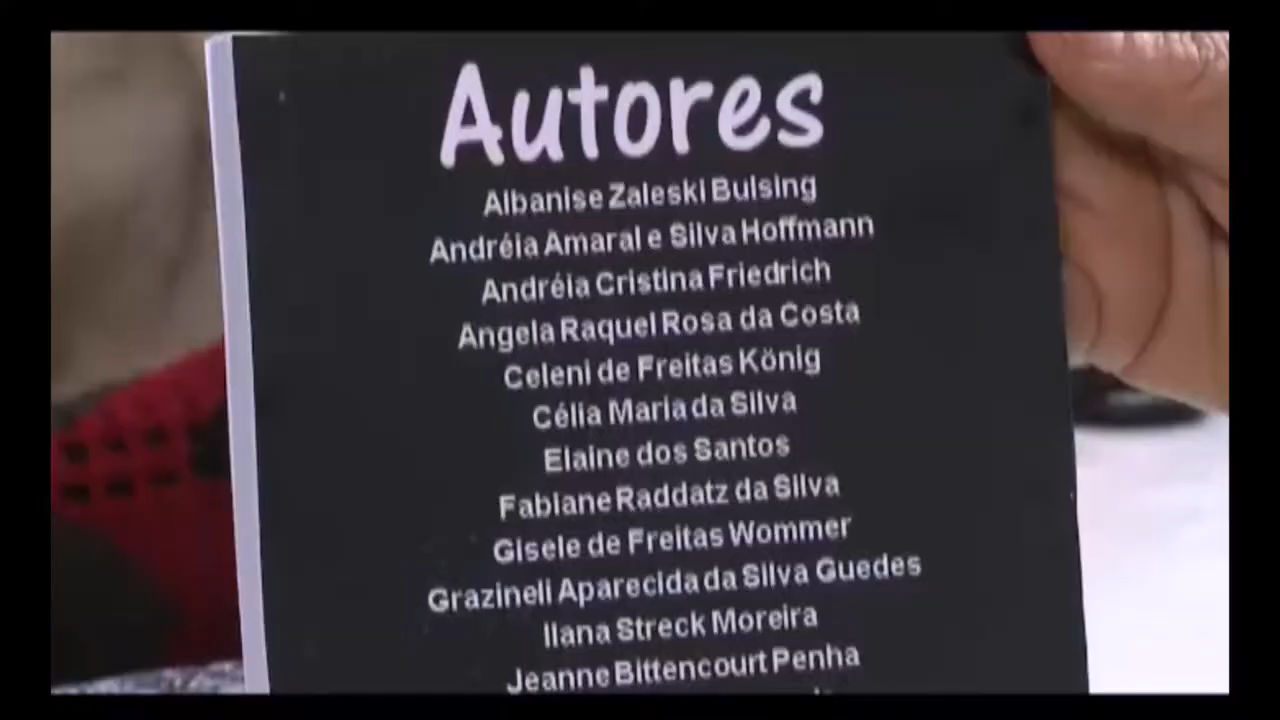 Autores
Albanise Zaleski Bulsing
Andréia Amaral e Silva Hoffmann
Andréia Cristina Friedrich
Angela Raquel Rosa da Costa
Celeni de Freitas König
Célia Maria da Silva
Elaine dos Santos
Fabiane Raddatz da Silva
Gisele de Freitas Wommer
Grazineli Aparecida da Silva Guedes
Ilana Streck Moreira
Jeanne Bittencourt Penha